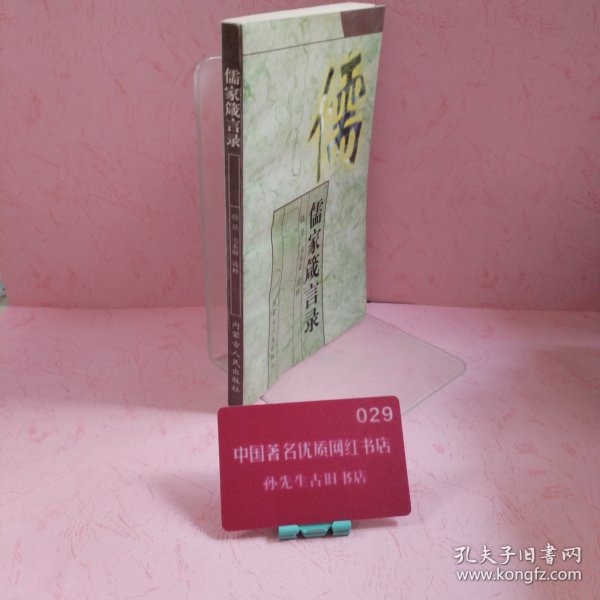 儒家箴言录
内蒙古人民出版社
儒
儒家箴言录
029
中国著名优质网红书店
孙先生古旧书店
孔夫子旧书网
www.kongfz.com